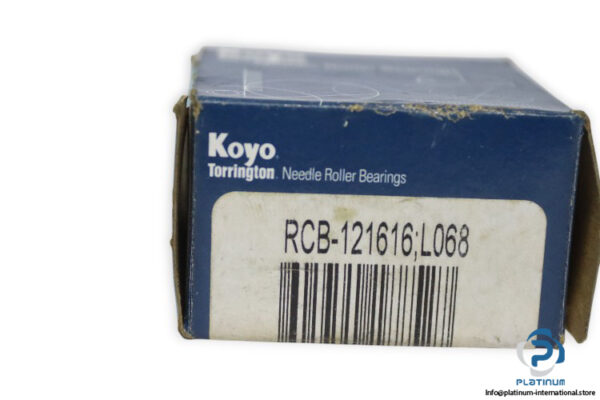 Koyo
Torrington. Needle Roller Bearings
RCB-121616;L068
PLATINUM
Info@platinum-international.store